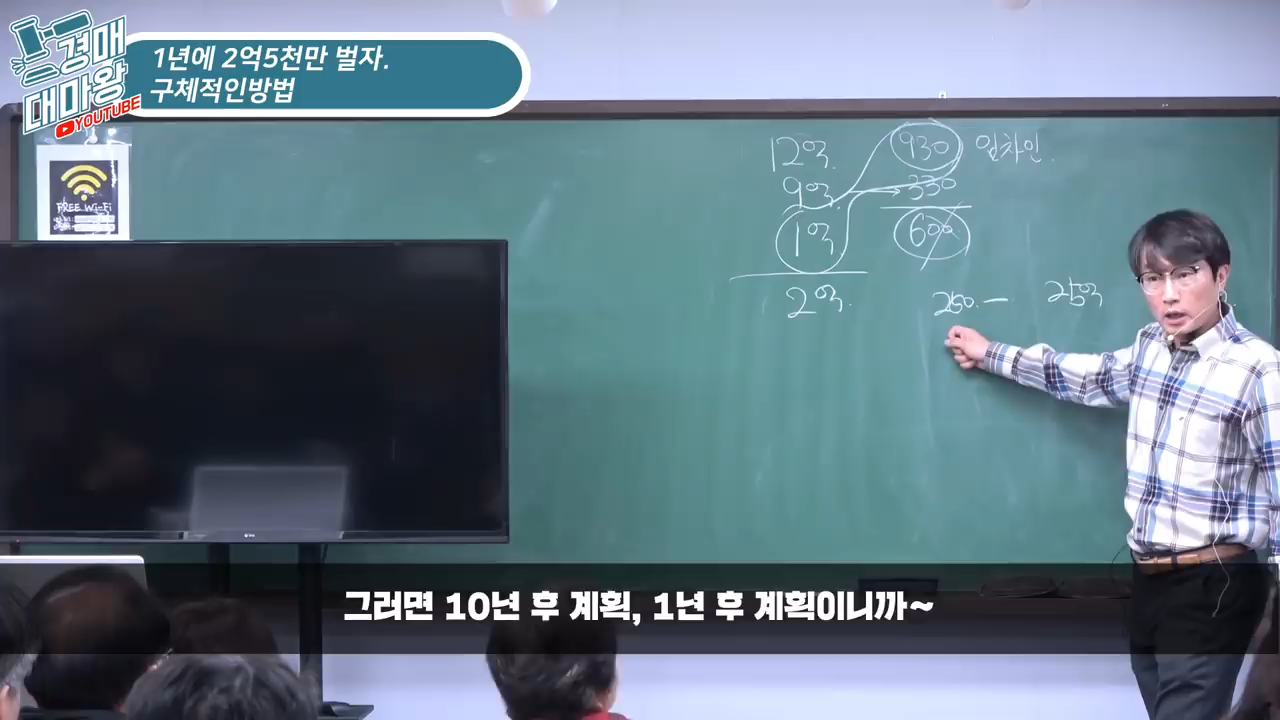 경매
대마왕
YOUTUBE
1년에 2억5천만 벌자.
구체적인방법
FREE Wi-Fi
12억.
9억
1억
2억.
930 임차인.
330
600
250. — 25억
그러면 10년 후 계획, 1년 후 계획이니까~